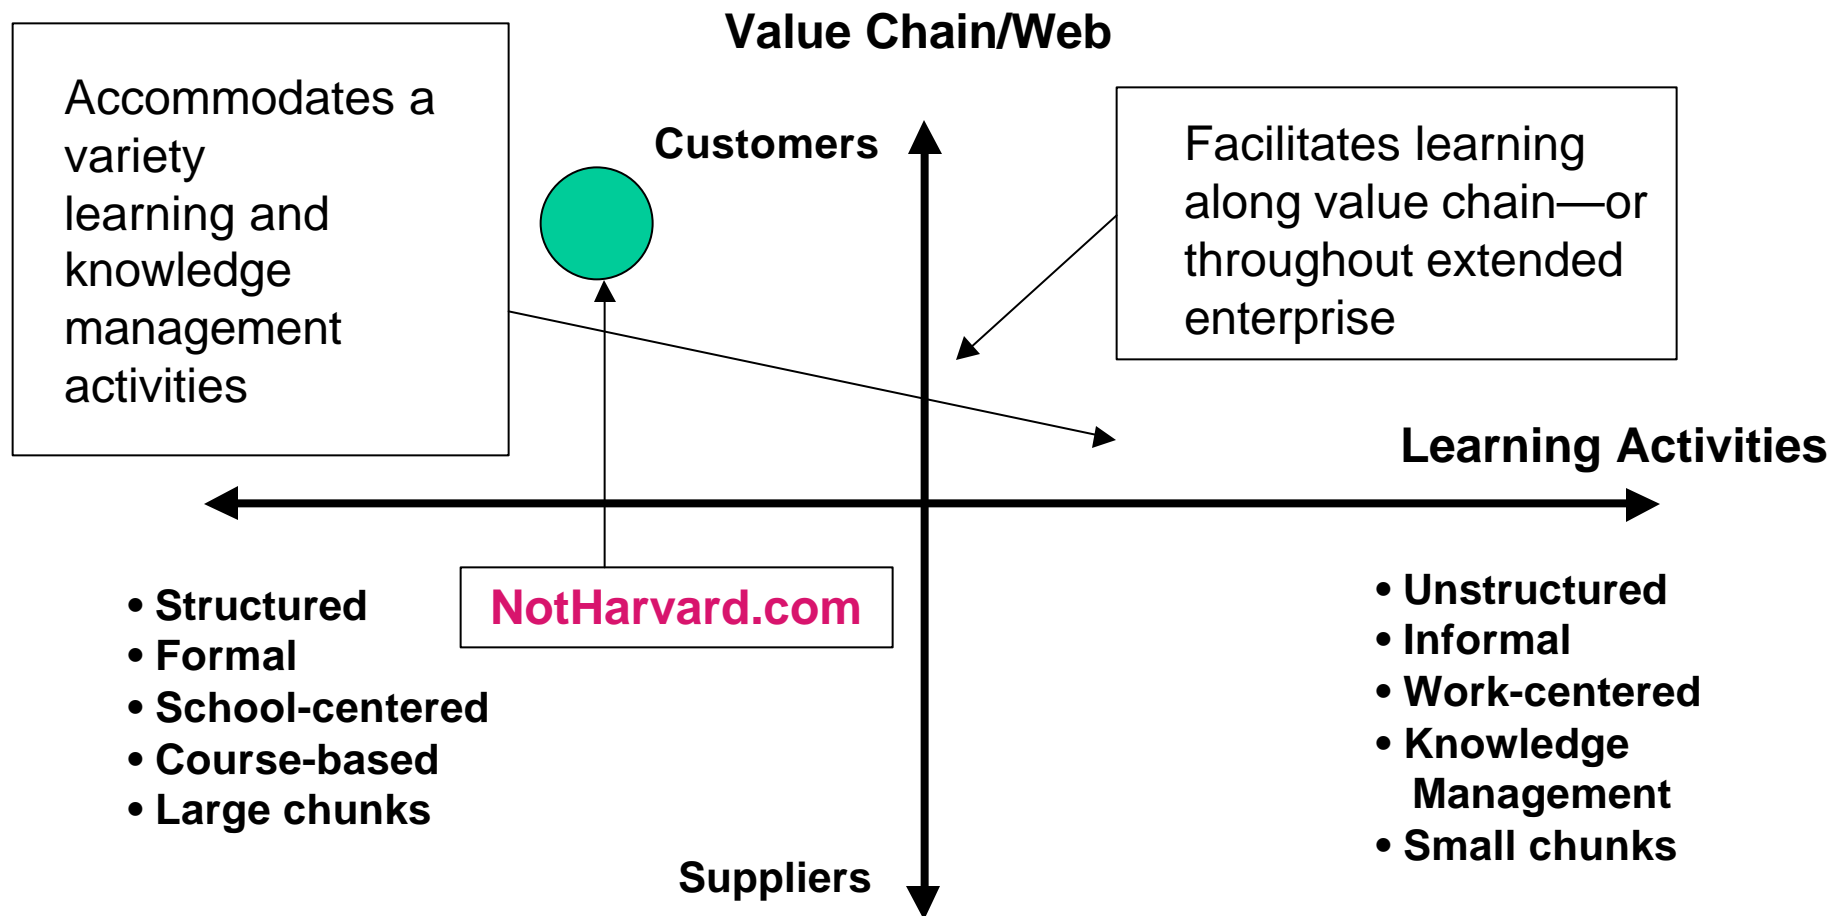 Value Chain/Web
Accommodates a
variety
learning and
knowledge
management
activities
Customers
Facilitates learning
along value chain—or
throughout extended
enterprise
Learning Activities
NotHarvard.com
• Structured
• Formal
• School-centered
• Course-based
• Large chunks
• Unstructured
• Informal
• Work-centered
• Knowledge
Management
• Small chunks
Suppliers